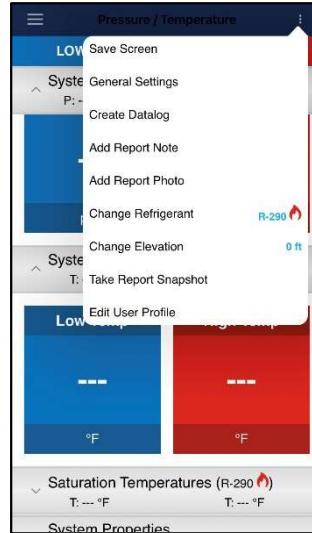 Pressure / Temperature
LOW
Save Screen
Syste
General Settings
P: -
Create Datalog
Add Report Note
Add Report Photo
Change Refrigerant R-290
Change Elevation 0 ft
Syste
T:
Take Report Snapshot
Edit User Profile
Low Temp High Temp
--- ---
°F °F
Saturation Temperatures (R-290)
T: --- °F T: --- °F
System Properties